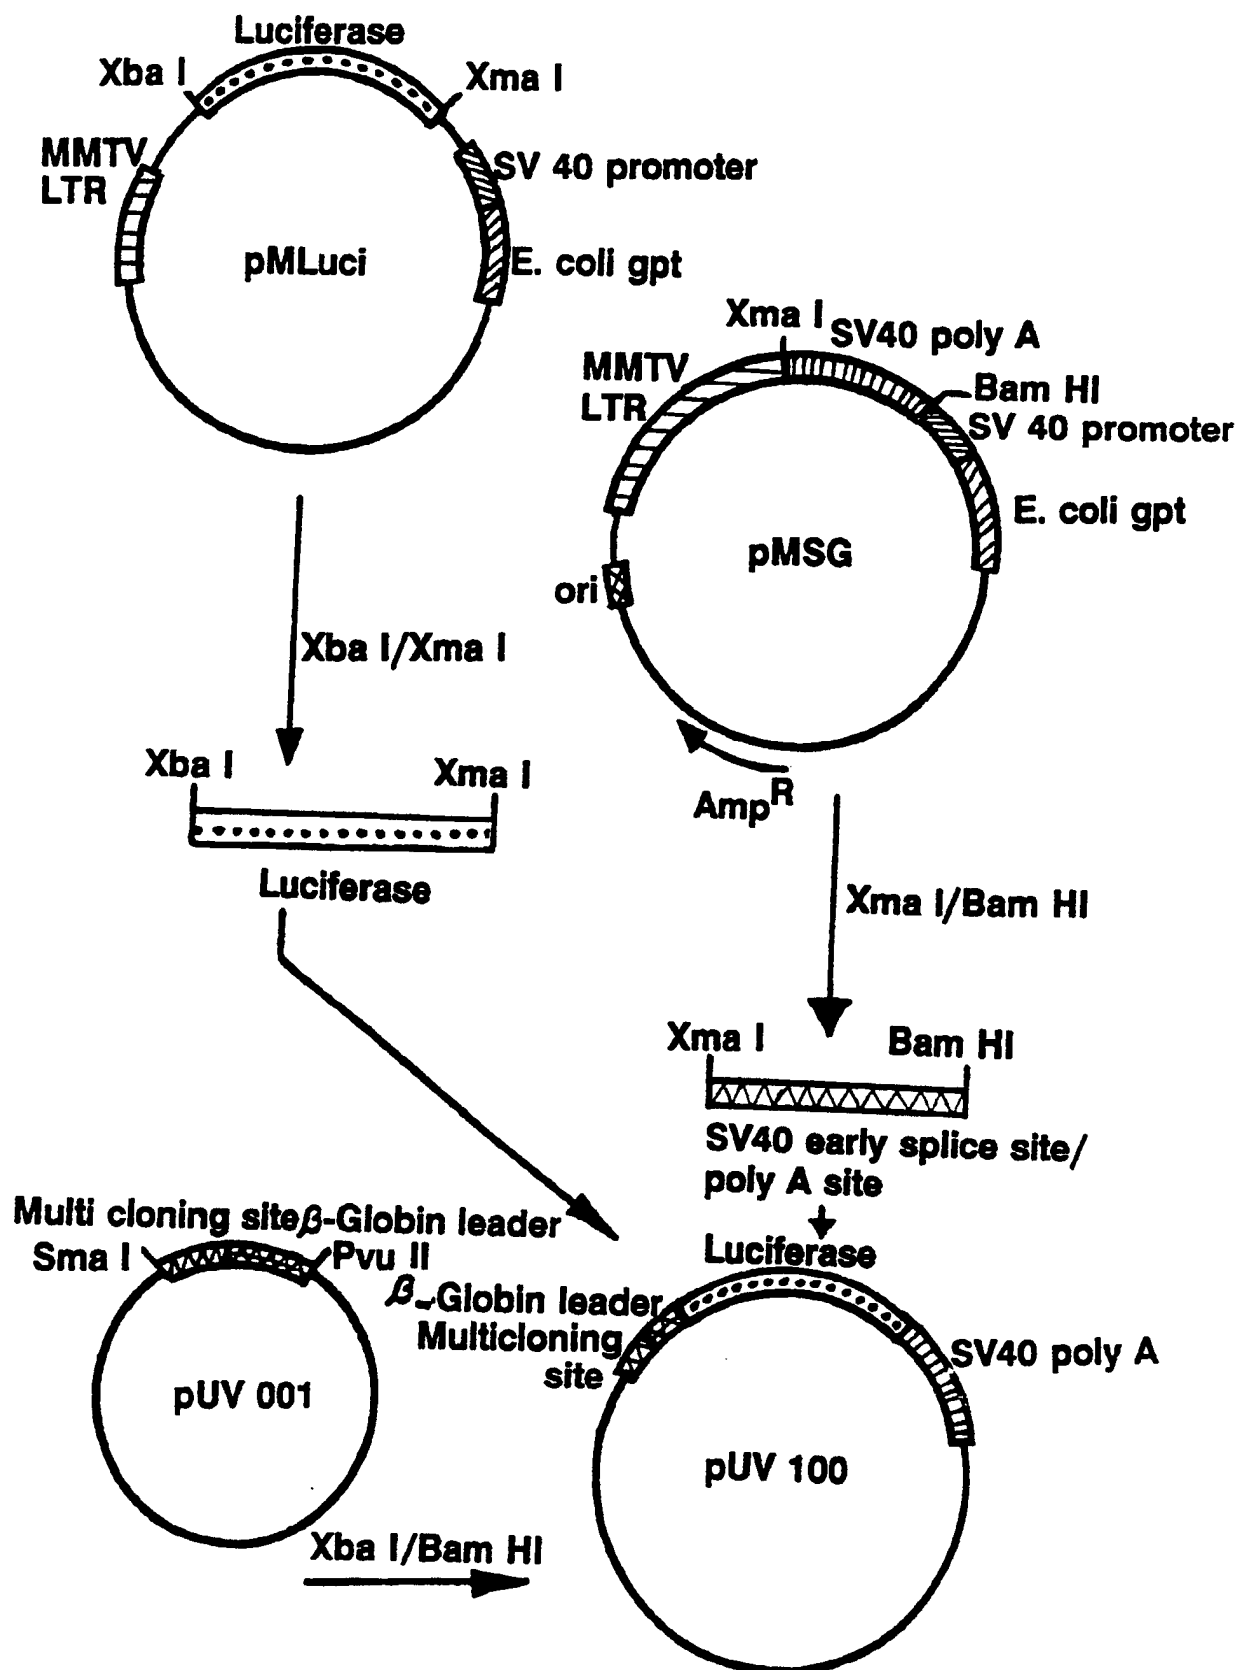 Luciferase
Xba I
Xma I
MMTV
LTR
SV 40 promoter
pMLuci
E. coli gpt
Xma I
SV40 poly A
MMTV
LTR
Bam HI
SV 40 promoter
E. coli gpt
pMSG
ori
Amp R
Xba I/Xma I
Xba I
Xma I
Luciferase
Xma I/Bam HI
Xma I
Bam HI
SV40 early splice site/
poly A site
Multi cloning site β-Globin leader
Sma I
Pvu II
pUV 001
Xba I/Bam HI
Luciferase
β-Globin leader
Multicloning
site
SV40 poly A
pUV 100